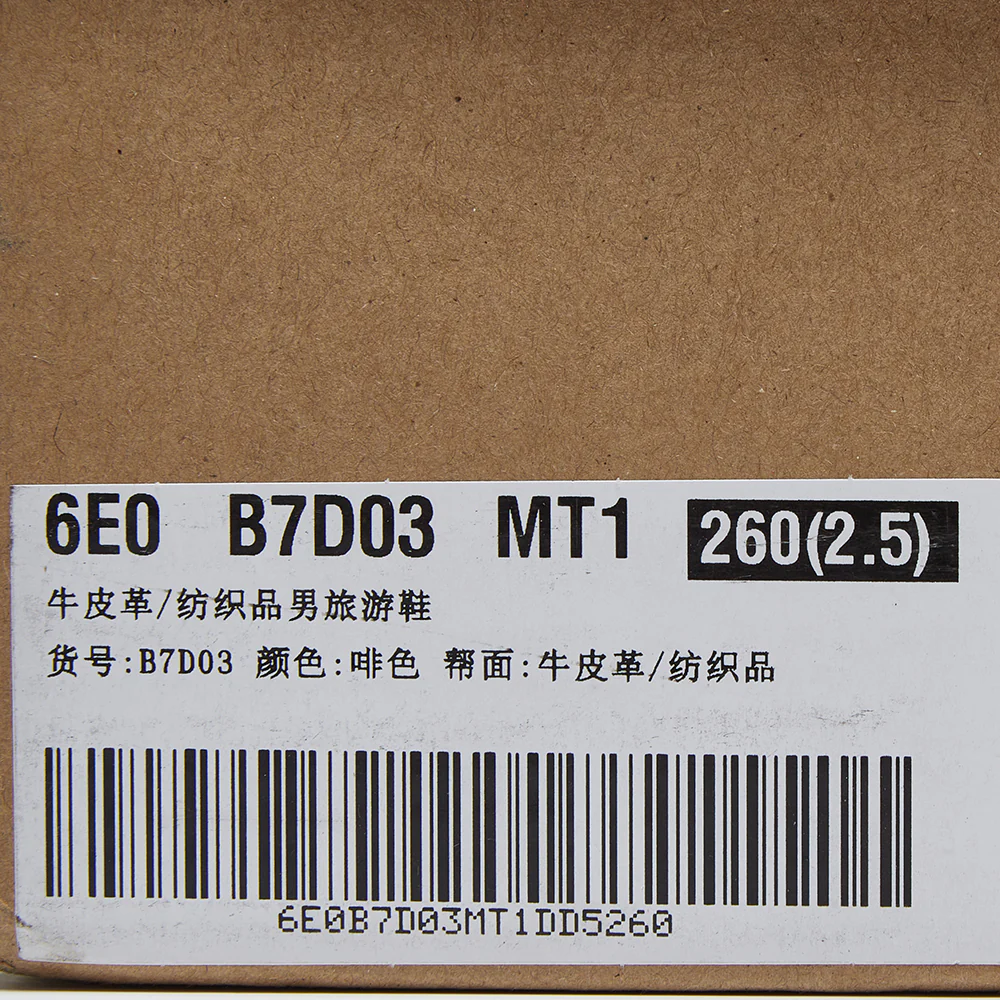 6E0 B7D03 MT1 260(2.5)
牛皮革/纺织品男旅游鞋
货号:B7D03 颜色:啡色 帮面:牛皮革/纺织品
6E0B7D03MT1DD5260